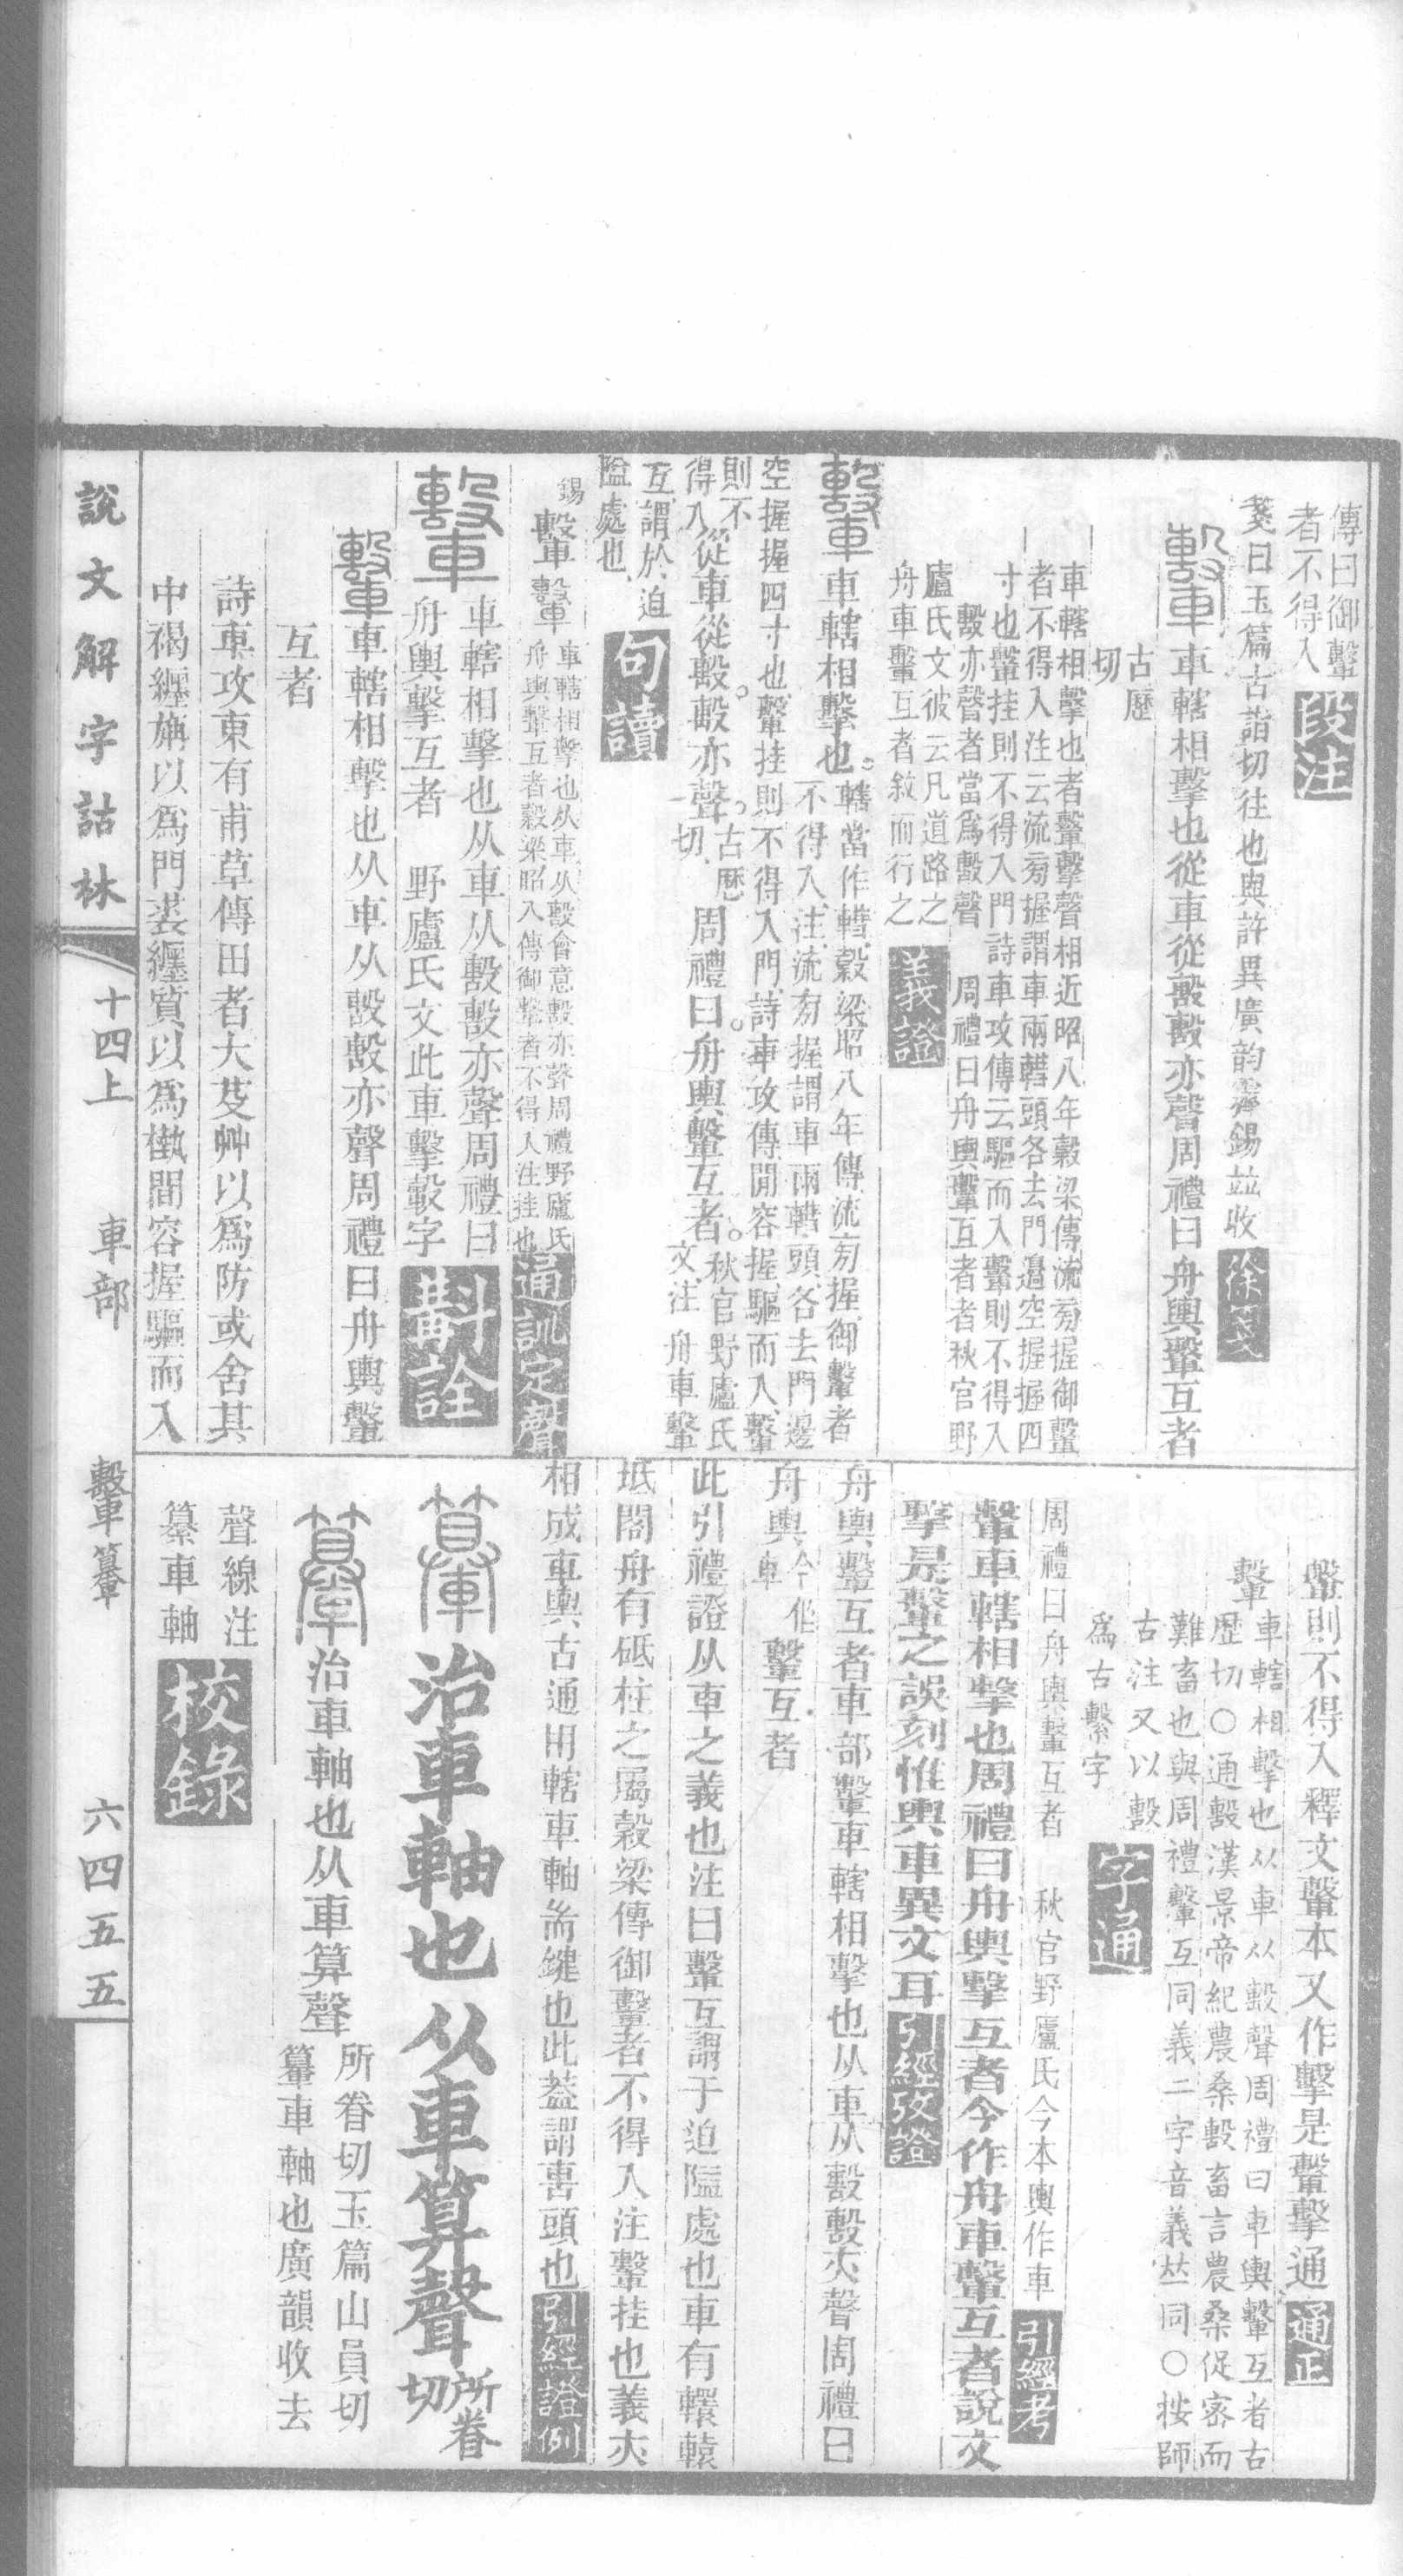 傳曰御轚
者不得入 段注
箋曰玉篇古詣切往也與許異廣韵霽錫並收 徐箋
轚 車轄相擊也從車從毄毄亦聲周禮曰舟輿轚互者
古歷
切
車轄相擊也者轚擊聲相近昭八年穀梁傳流旁握御轚
者不得入注云流旁握謂車兩轊頭各去門邊空握握四
寸也轚挂則不得入門詩車攻傳云驅而入轚則不得入
毄亦聲者當爲毄聲 周禮曰舟輿轚互者者秋官野
廬氏文彼云凡道路之
舟車轚互者敘而行之 義證
轚 車轄相擊也轄當作轊穀梁昭八年傳流旁握御轚者
不得入注流旁握謂車兩轊頭各去門邊
空握握四寸也轚挂則不得入門詩車攻傳閒容握驅而入轚
則不
得入從車從毄毄亦聲古歷
切周禮曰舟輿轚互者秋官野廬氏
文注舟車轚
互謂於迫
隘處也 句讀
錫轚轚車轄相擊也从車从毄會意毄亦聲周禮野廬氏
舟輿轚互者穀梁昭八傳御轚者不得入注挂也 通訓定聲
轚 車轄相擊也从車从毄毄亦聲周禮曰
舟輿擊互者 野廬氏文此車擊轂字 斠詮
轚車轄相擊也从車从毄毄亦聲周禮曰舟輿轚
互者
詩車攻東有甫草傳田者大芟艸以爲防或舍其
中褐纏旃以爲門裘纏質以爲槸間容握驅而入
轚則不得入釋文轚本又作擊是轚擊通 通正
轚 車轄相擊也从車从毄聲周禮曰車輿轚互者古
歷切〇通毄漢景帝紀農桑毄畜言農桑促密而
難畜也與周禮轚互同義二字音義竝同〇按師
古注又以毄
爲古繫字 字通
周禮曰舟輿轚互者 秋官野廬氏今本輿作車 引經考
轚車轄相擊也周禮曰舟輿擊互者今作舟車轚互者說文
擊是轚之誤刻惟輿車異文耳 引經攷證
舟輿轚互者車部轚車轄相擊也从車从毄毄亦聲周禮曰
舟輿今作
車轚互者
此引禮證从車之義也注曰轚互謂于迫隘處也車有轘轅
坻閣舟有砥柱之屬穀梁傳御轚者不得入注轚挂也義亦
相成車輿古通用轄車軸耑鍵也此葢謂軎頭也 引經證例
𨏉 治車軸也从車算聲所眷
切
𨏉 治車軸也从車算聲所眷切玉篇山員切
𨏉車軸也廣韻收去
聲線注
纂車軸 校錄
說文解字詁林 十四上 車部 轚𨏉 六四五五